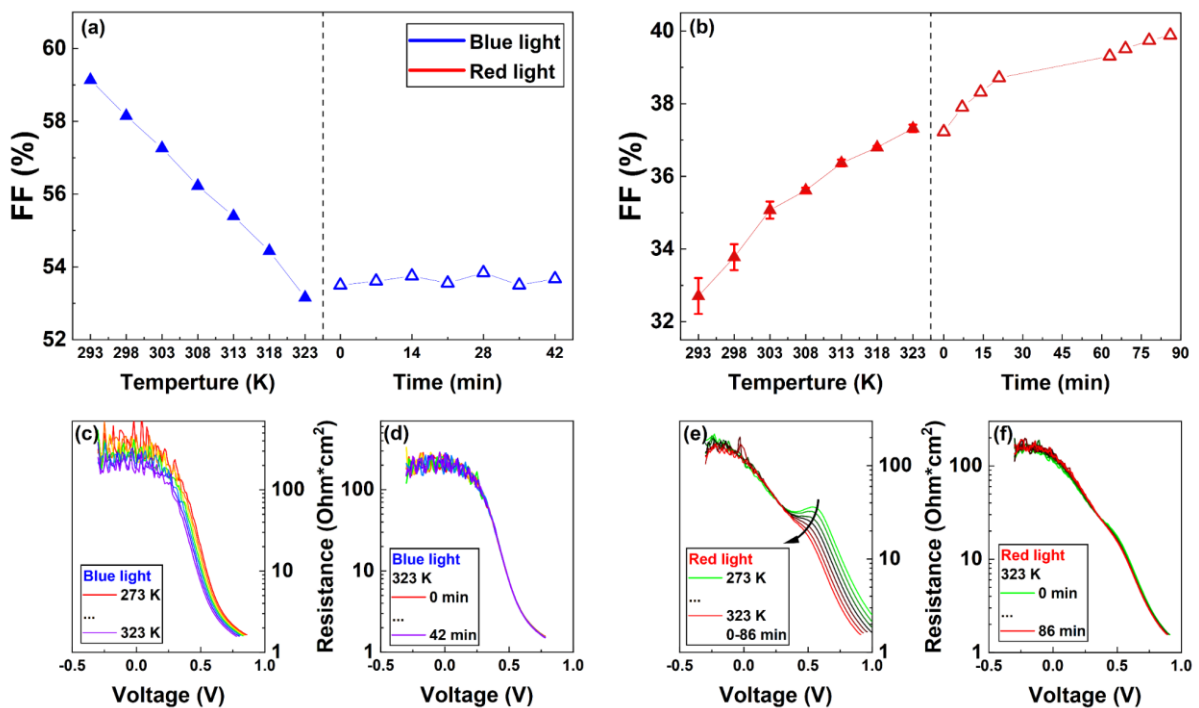 (a)
Blue light
Red light
FF (%)
60
58
56
54
52
293 298 303 308 313 318 323 0 14 28 42
Temperture (K) Time (min)
(b)
FF (%)
40
38
36
34
32
293 298 303 308 313 318 323 0 15 30 45 60 75 90
Temperture (K) Time (min)
(c)
Blue light
273 K
...
323 K
100
10
1
-0.5 0.0 0.5 1.0
Voltage (V)
Resistance (Ohm*cm2)
(d)
Blue light
323 K
0 min
...
42 min
-0.5 0.0 0.5 1
Voltage (V)
(e)
Red light
273 K
...
323 K
0-86 min
100
10
1
-0.5 0.0 0.5 1.0
Voltage (V)
Resistance (Ohm*cm2)
(f)
Red light
323 K
0 min
...
86 min
100
10
1
-0.5 0.0 0.5 1.0
Voltage (V)